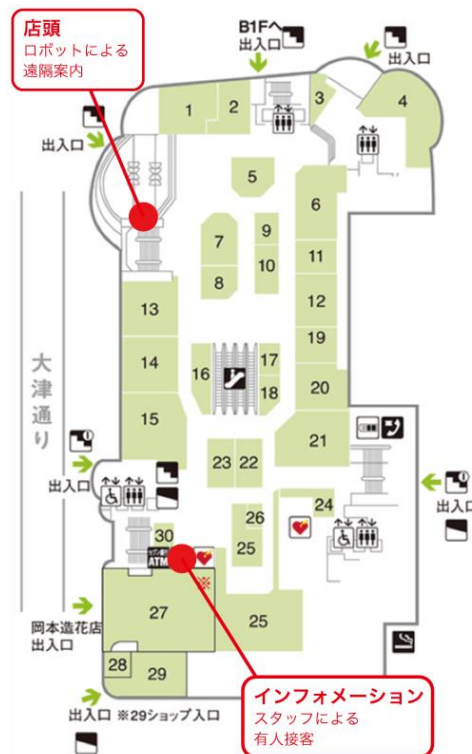 店頭
ロボットによる
遠隔案内
B1Fへ
出入口
出入口
出入口
1
2
3
4
5
6
7
8
9
10
11
12
13
14
15
16
17
18
19
20
21
23
22
24
26
25
大津通り
出入口
出入口
30
ATM
27
25
岡本造花店
出入口
28
29
出入口 ※29ショップ入口
インフォメーション
スタッフによる
有人接客